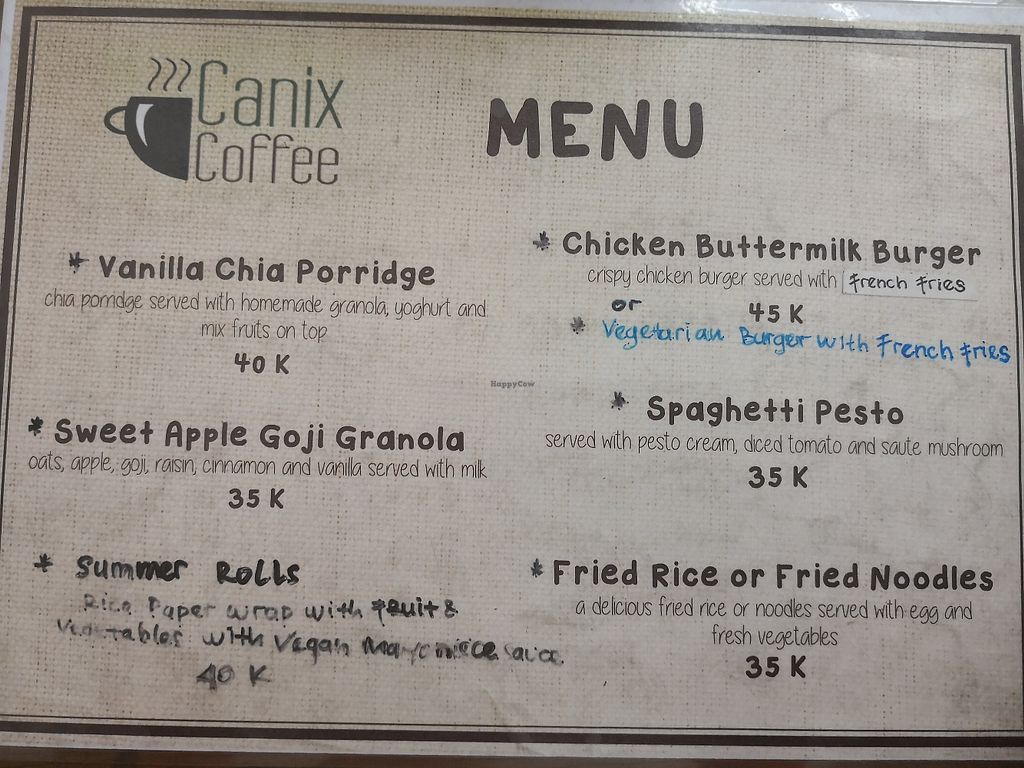 Canix
Coffee
MENU
* Vanilla Chia Porridge
chia porridge served with homemade granola, yoghurt and
mix fruits on top
40 K
* Sweet Apple Goji Granola
oats, apple, goji, raisin, cinnamon and vanilla served with milk
35 K
* Summer Rolls
Rice Paper wrap with fruit &
Vegetables with Vegan sauce
40 K
* Chicken Buttermilk Burger
crispy chicken burger served with French Fries
or 45 K
* Vegetarian Burger with French Fries
HappyCow
* Spaghetti Pesto
served with pesto cream, diced tomato and saute mushroom
35 K
* Fried Rice or Fried Noodles
a delicious fried rice or noodles served with egg and
fresh vegetables
35 K